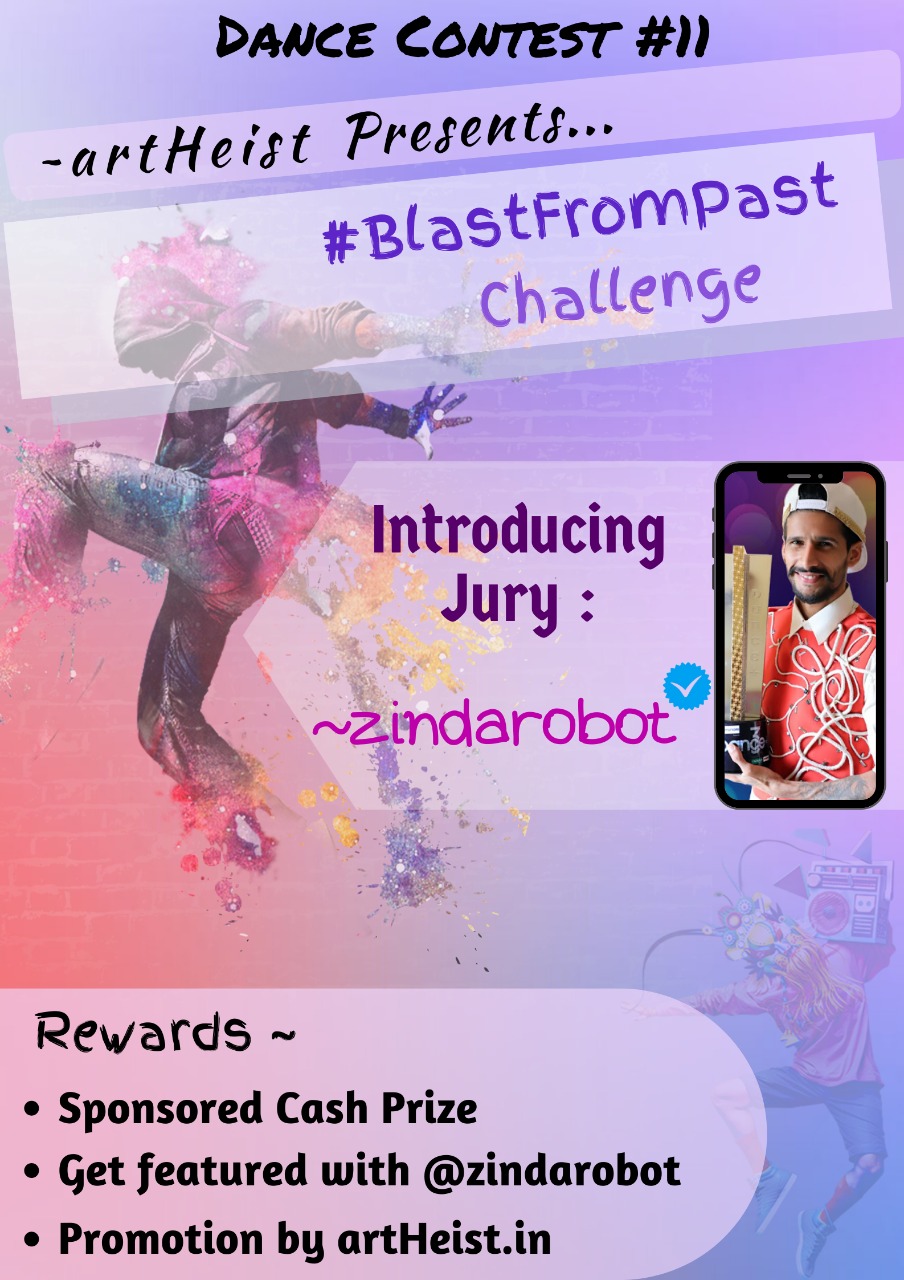 Dance Contest #11
~artHeist Presents...
#BlastFromPast
Challenge
Introducing
Jury :
~zindarobot
Rewards ~
• Sponsored Cash Prize
• Get featured with @zindarobot
• Promotion by artHeist.in